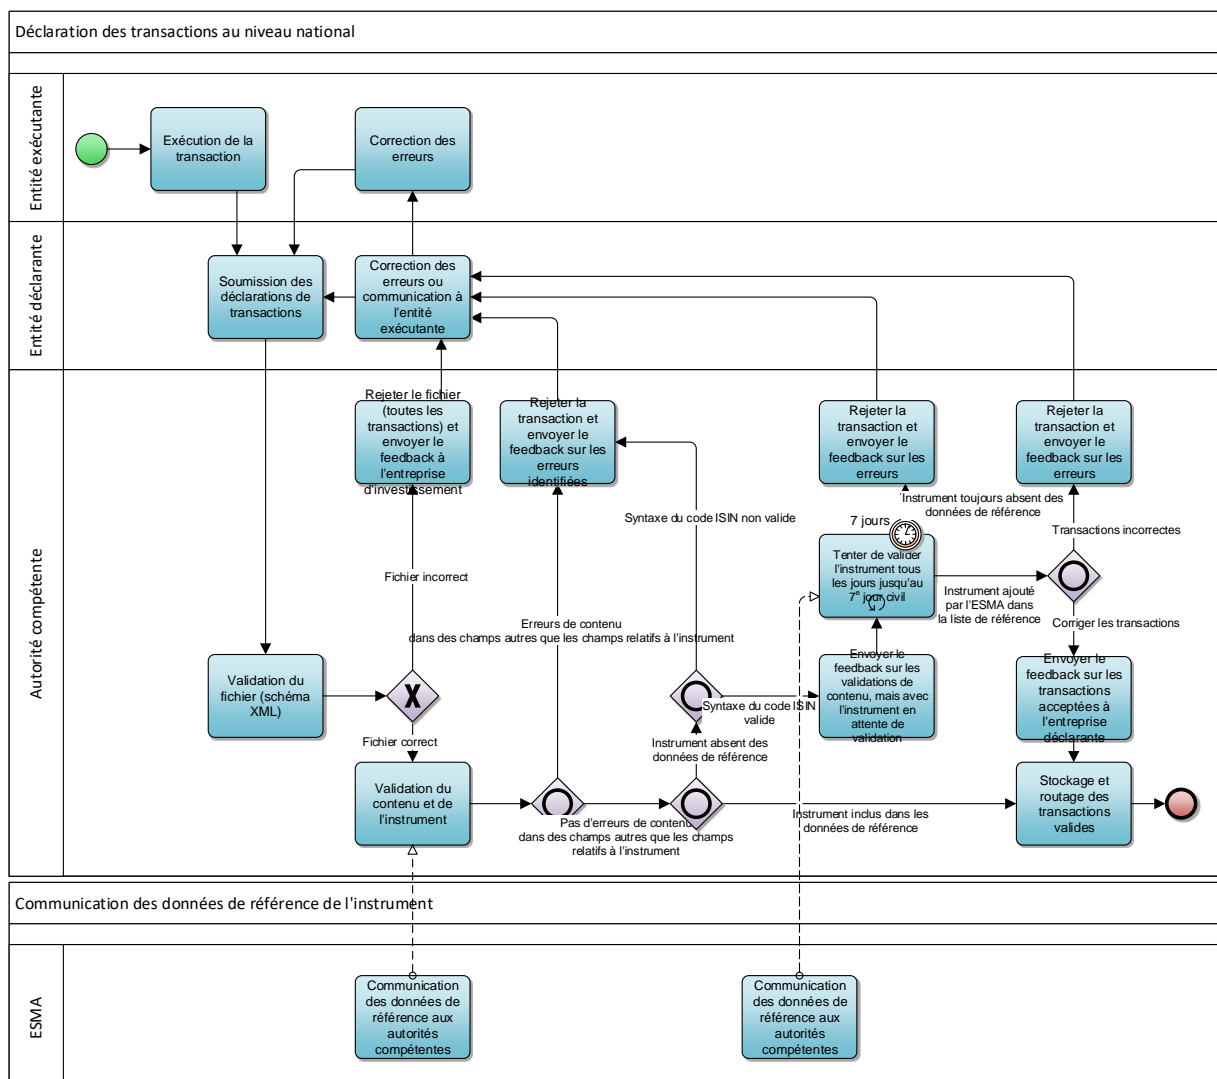 Déclaration des transactions au niveau national
Entité exécutante
Exécution de la
transaction
Correction des
erreurs
Entité déclarante
Soumission des
déclarations de
transactions
Correction des
erreurs ou
communication à
l'entité
exécutante
Autorité compétente
Rejeter le fichier
(toutes les
transactions) et
envoyer le
feedback à
l'entreprise
d'investissement
Rejeter la
transaction et
envoyer le
feedback sur les
erreurs
identifiées
Rejeter la
transaction et
envoyer le
feedback sur les
erreurs
Rejeter la
transaction et
envoyer le
feedback sur les
erreurs
Instrument toujours absent des
données de référence
Syntaxe du code ISIN non valide
7 jours
Transactions incorrectes
Tenter de valider
l'instrument tous
les jours jusqu'au
7e jour civil
Fichier incorrect
Instrument ajouté
par l'ESMA dans
la liste de
référence
Erreurs de contenu
dans des champs autres que les champs relatifs à l'instrument
Corriger les transactions
Validation du
fichier (schéma
XML)
X
Syntaxe du code ISIN
valide
Envoyer le
feedback sur les
validations de
contenu, mais avec
l'instrument en
attente de
validation
Envoyer le
feedback sur les
transactions
acceptées à
l'entreprise
déclarante
Fichier correct
Instrument absent des
données de référence
Validation du
contenu et de
l'instrument
Pas d'erreurs de contenu
dans des champs autres que les champs
relatifs à l'instrument
Instrument inclus dans les
données de référence
Stockage et
routage des
transactions
valides
Communication des données de référence de l'instrument
ESMA
Communication
des données de
référence aux
autorités
compétentes
Communication
des données de
référence aux
autorités
compétentes